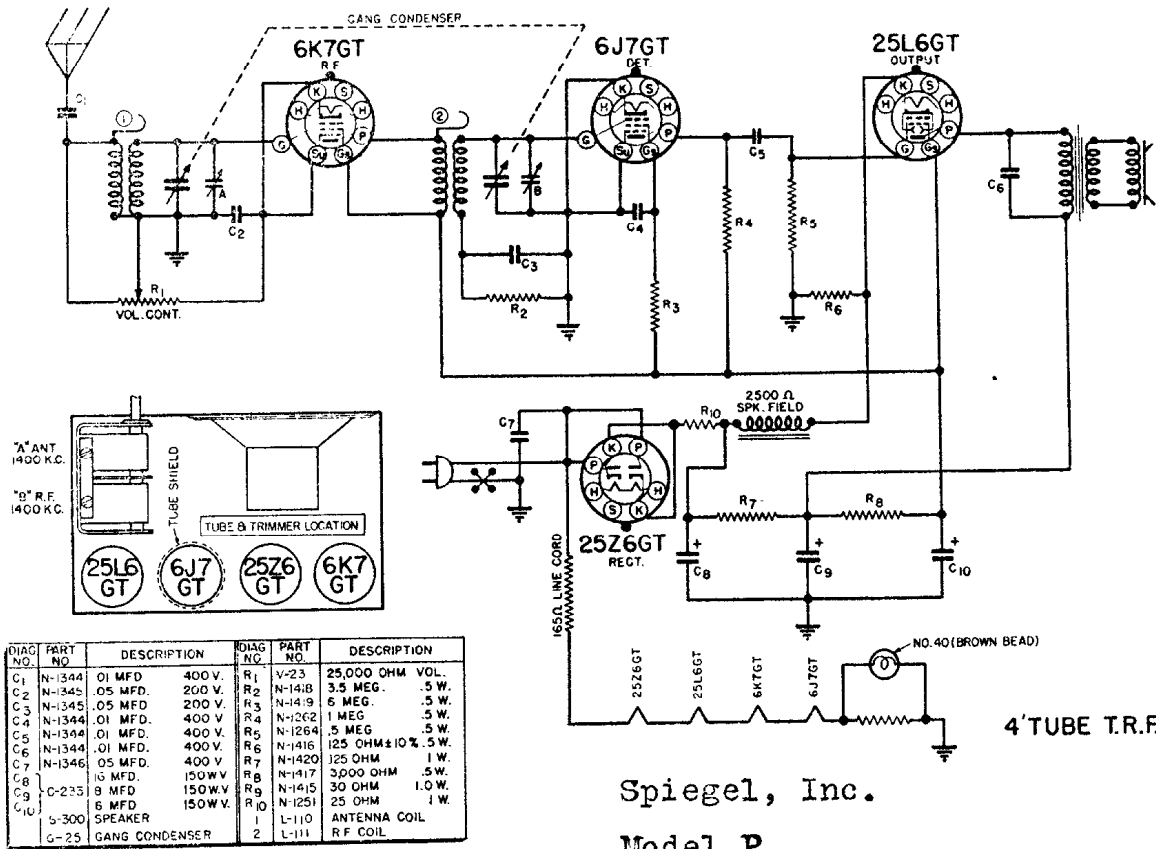 GANG CONDENSER
6K7GT
R.F.
6J7GT
DET.
25L6GT
OUTPUT
C1
1
2
K
S
H
H
G
P
Su
Gs
K
S
H
H
G
P
Su
Gs
K
S
H
H
P
G
Gs
A
B
C2
C3
C4
C5
C6
R1
VOL. CONT.
R2
R3
R4
R5
R6
2500 Ω
SPK. FIELD
R10
C7
K
P
P
H
H
S
K
25Z6GT
RECT.
R7
R8
C8
C9
C10
+
+
+
165Ω LINE CORD
"A" ANT.
1400 K.C.
"B" R.F.
1400 K.C.
TUBE SHIELD
TUBE & TRIMMER LOCATION
25L6 GT
6J7 GT
25Z6 GT
6K7 GT
25Z6GT
25L6GT
6K7GT
6J7GT
NO. 40 (BROWN BEAD)
4 TUBE T.R.F.
DIAG NO. PART NO DESCRIPTION DIAG NO PART NO. DESCRIPTION
C1 N-1344 .01 MFD 400 V. R1 V-23 25,000 OHM VOL.
C2 N-1345 .05 MFD. 200 V. R2 N-1418 3.5 MEG. .5 W.
C3 N-1345 .05 MFD 200 V. R3 N-1419 6 MEG. .5 W.
C4 N-1344 .01 MFD. 400 V R4 N-1262 1 MEG .5 W.
C5 N-1344 .01 MFD. 400 V. R5 N-1264 .5 MEG .5 W.
C6 N-1344 .01 MFD. 400 V. R6 N-1416 125 OHM±10% .5 W.
C7 N-1346 .05 MFD. 400 V R7 N-1420 125 OHM 1 W.
C8 16 MFD. 150 W V R8 N-1417 3,000 OHM .5 W.
C9 C-233 8 MFD 150 W.V R9 N-1415 30 OHM 1.0 W.
C10 6 MFD 150 W V. R10 N-1251 25 OHM 1 W.
S-300 SPEAKER 1 L-110 ANTENNA COIL
G-25 GANG CONDENSER 2 L-111 R F COIL
Spiegel, Inc.
Model P